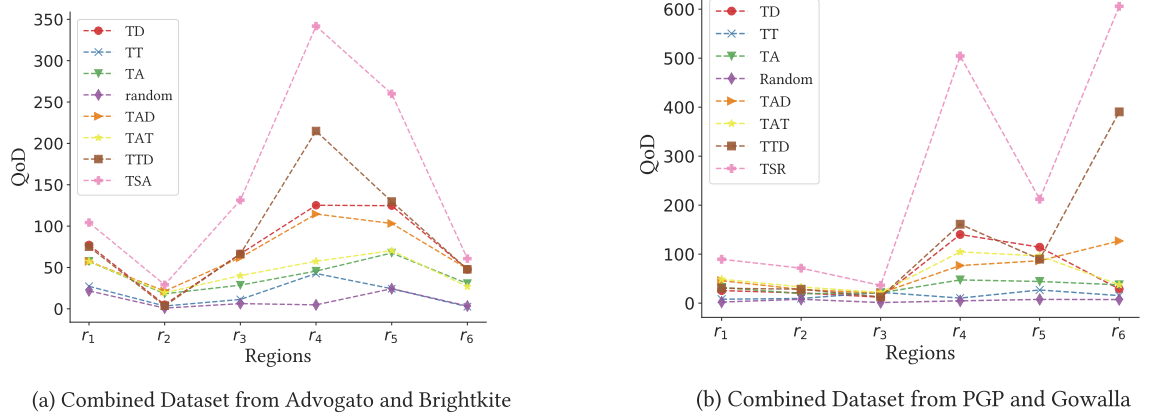 350
300
250
200
150
100
50
0
QoD
TD
TT
TA
random
TAD
TAT
TTD
TSA
r1 r2 r3 r4 r5 r6
Regions
(a) Combined Dataset from Advogato and Brightkite
600
500
400
300
200
100
0
QoD
TD
TT
TA
Random
TAD
TAT
TTD
TSR
r1 r2 r3 r4 r5 r6
Regions
(b) Combined Dataset from PGP and Gowalla